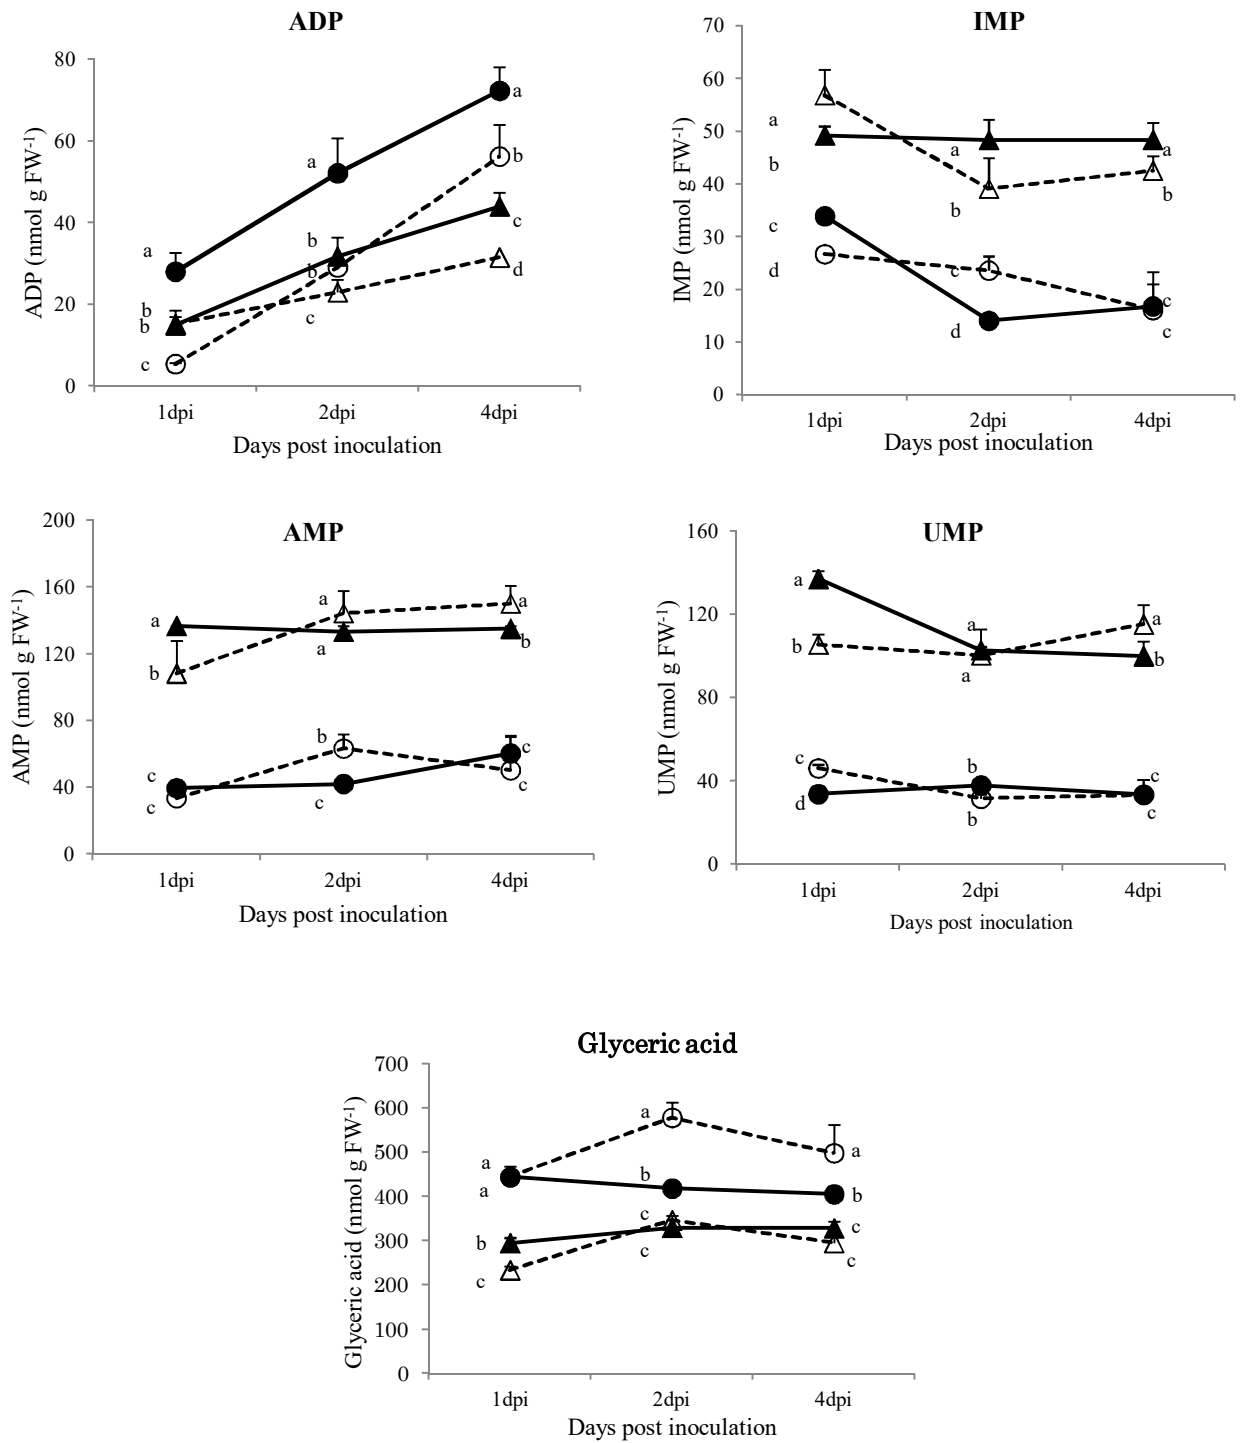 ADP
80
60
40
20
0
ADP (nmol g FW-1)
a
b
b
c
a
b
b
c
a
b
c
d
1dpi 2dpi 4dpi
Days post inoculation
IMP
70
60
50
40
30
20
10
0
IMP (nmol g FW-1)
a
b
c
d
a
b
c
d
a
b
c
c
1dpi 2dpi 4dpi
Days post inoculation
AMP
200
160
120
80
40
0
AMP (nmol g FW-1)
a
b
c
c
a
a
b
c
a
b
c
c
1dpi 2dpi 4dpi
Days post inoculation
UMP
160
120
80
40
0
UMP (nmol g FW-1)
a
b
c
d
a
a
b
b
a
b
c
c
1dpi 2dpi 4dpi
Days post inoculation
Glyceric acid
700
600
500
400
300
200
100
0
Glyceric acid (nmol g FW-1)
a
a
b
c
a
b
c
c
a
b
c
c
1dpi 2dpi 4dpi
Days post inoculation